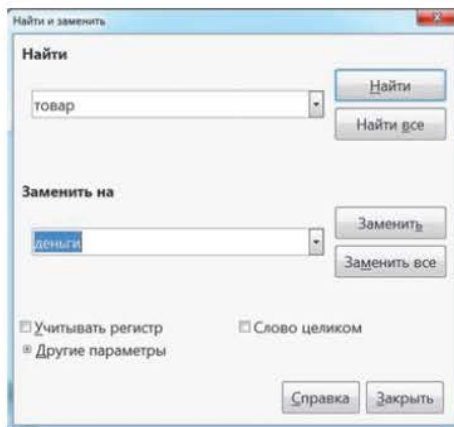 Найти и заменить
Найти
товар
Найти
Найти все
Заменить на
деньги
Заменить
Заменить все
Учитывать регистр
Слово целиком
Другие параметры
Справка
Закрыть